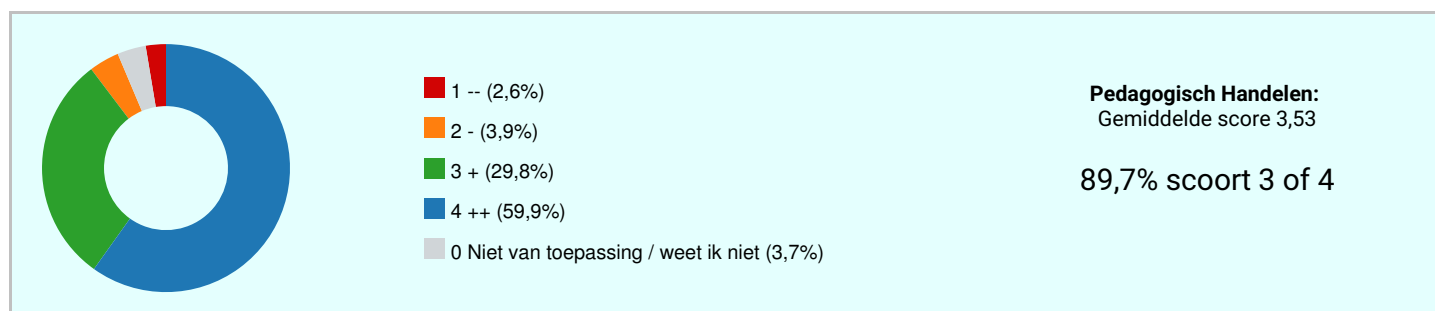 1 -- (2,6%)
2 - (3,9%)
3 + (29,8%)
4 ++ (59,9%)
0 Niet van toepassing / weet ik niet (3,7%)
Pedagogisch Handelen:
Gemiddelde score 3,53
89,7% scoort 3 of 4